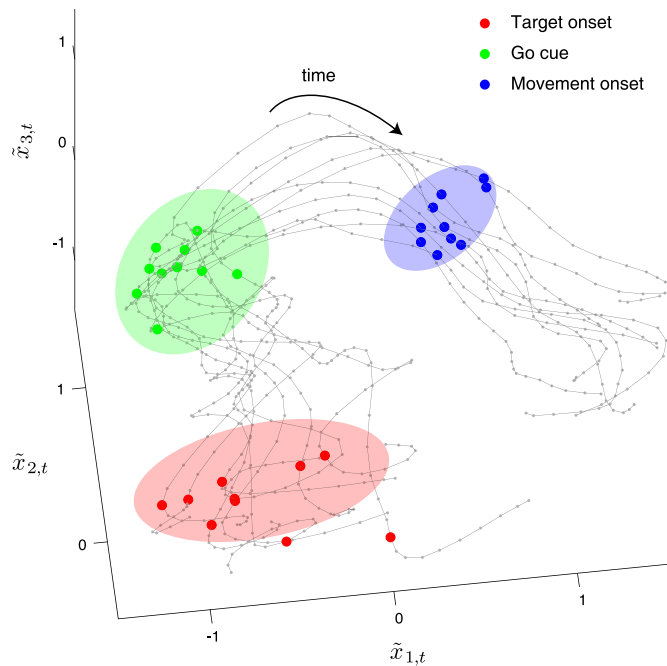 Target onset
Go cue
Movement onset
time
1
0
-1
x̃3,t
1
0
x̃2,t
-1
0
1
x̃1,t